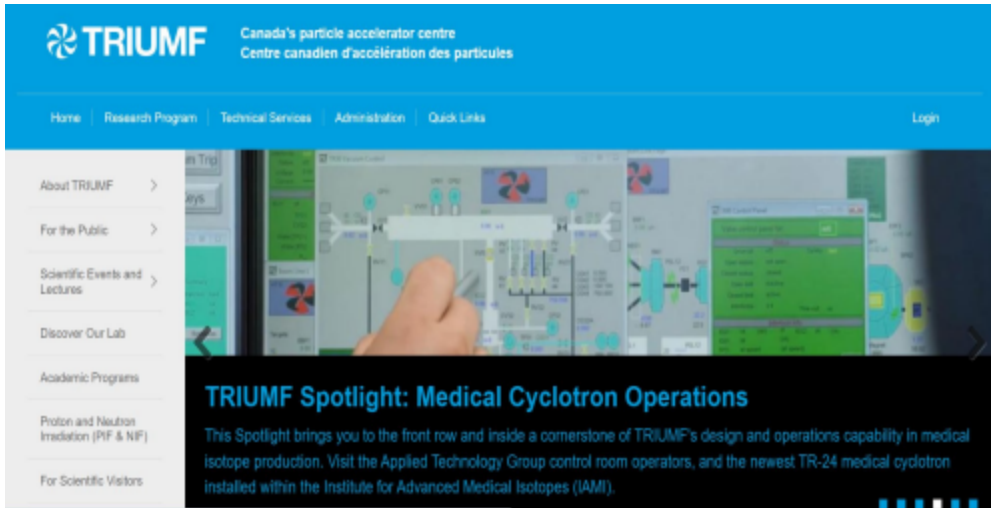 TRIUMF
Canada's particle accelerator centre
Centre canadien d'accélération des particules
Home
Research Program
Technical Services
Administration
Quick Links
Login
About TRIUMF
For the Public
Scientific Events and
Lectures
Discover Our Lab
Academic Programs
Proton and Neutron
Irradiation (PIF & NIF)
For Scientific Visitors
TRIUMF Spotlight: Medical Cyclotron Operations
This Spotlight brings you to the front row and inside a cornerstone of TRIUMF's design and operations capability in medical
isotope production. Visit the Applied Technology Group control room operators, and the newest TR-24 medical cyclotron
installed within the Institute for Advanced Medical Isotopes (IAMI).